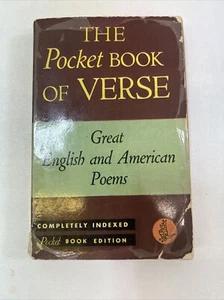 THE
Pocket BOOK
OF VERSE
Great
English and American
Poems
COMPLETELY INDEXED
Pocket BOOK EDITION